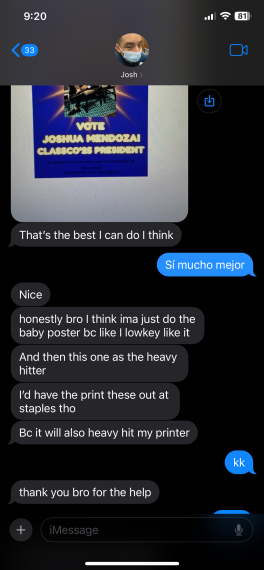 9:20
81
33
Josh
VOTE
JOSHUA MENDOZA!
CLASSCO'25 PRESIDENT
That's the best I can do I think
Sí mucho mejor
Nice
honestly bro I think ima just do the
baby poster bc like I lowkey like it
And then this one as the heavy
hitter
I'd have the print these out at
staples tho
Bc it will also heavy hit my printer
kk
thank you bro for the help
iMessage